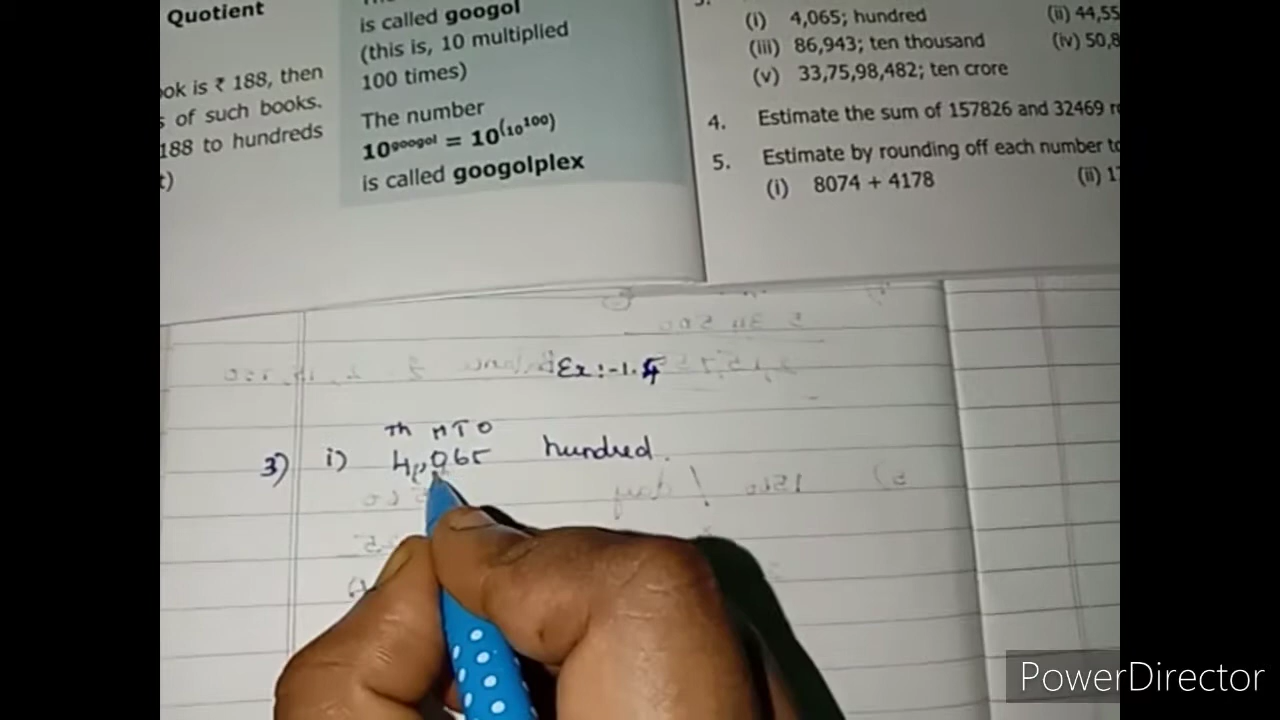 Quotient
ook is ₹ 188, then
s of such books.
188 to hundreds
t)
is called googol
(this is, 10 multiplied
100 times)
The number
10^googol = 10^(10^100)
is called googolplex
(i) 4,065; hundred (ii) 44,55
(iii) 86,943; ten thousand (iv) 50,8
(v) 33,75,98,482; ten crore
4. Estimate the sum of 157826 and 32469 r
5. Estimate by rounding off each number to
(i) 8074 + 4178 (ii) 1
Ex:-1.4
Th H T O
3) i) 4,065 hundred.
PowerDirector